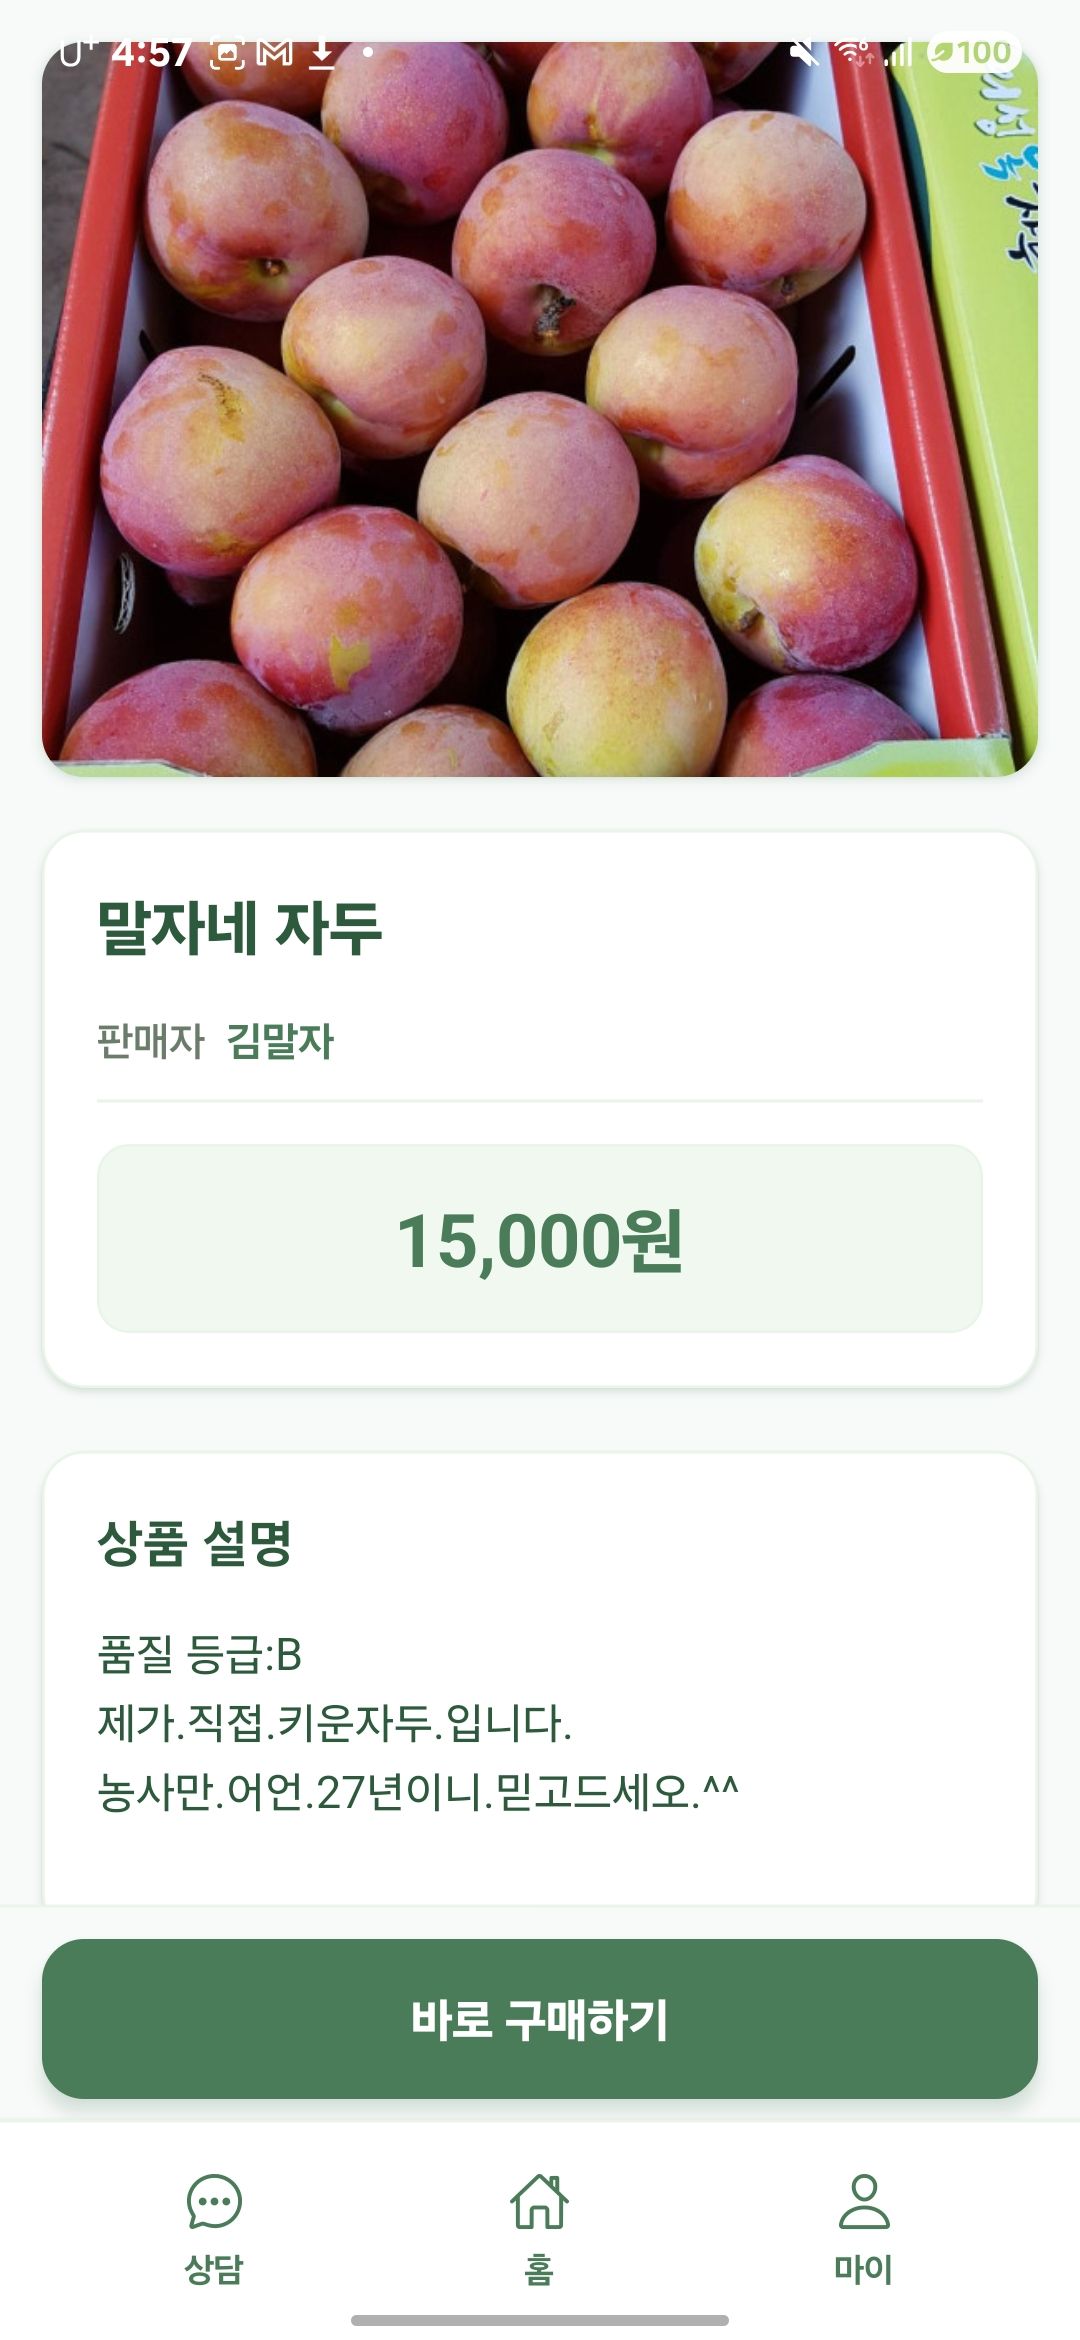 U+ 4:57 100
자두
말자네 자두
판매자 김말자
15,000원
상품 설명
품질 등급:B
제가.직접.키운자두.입니다.
농사만.어언.27년이니.믿고드세오.^^
바로 구매하기
상담 홈 마이